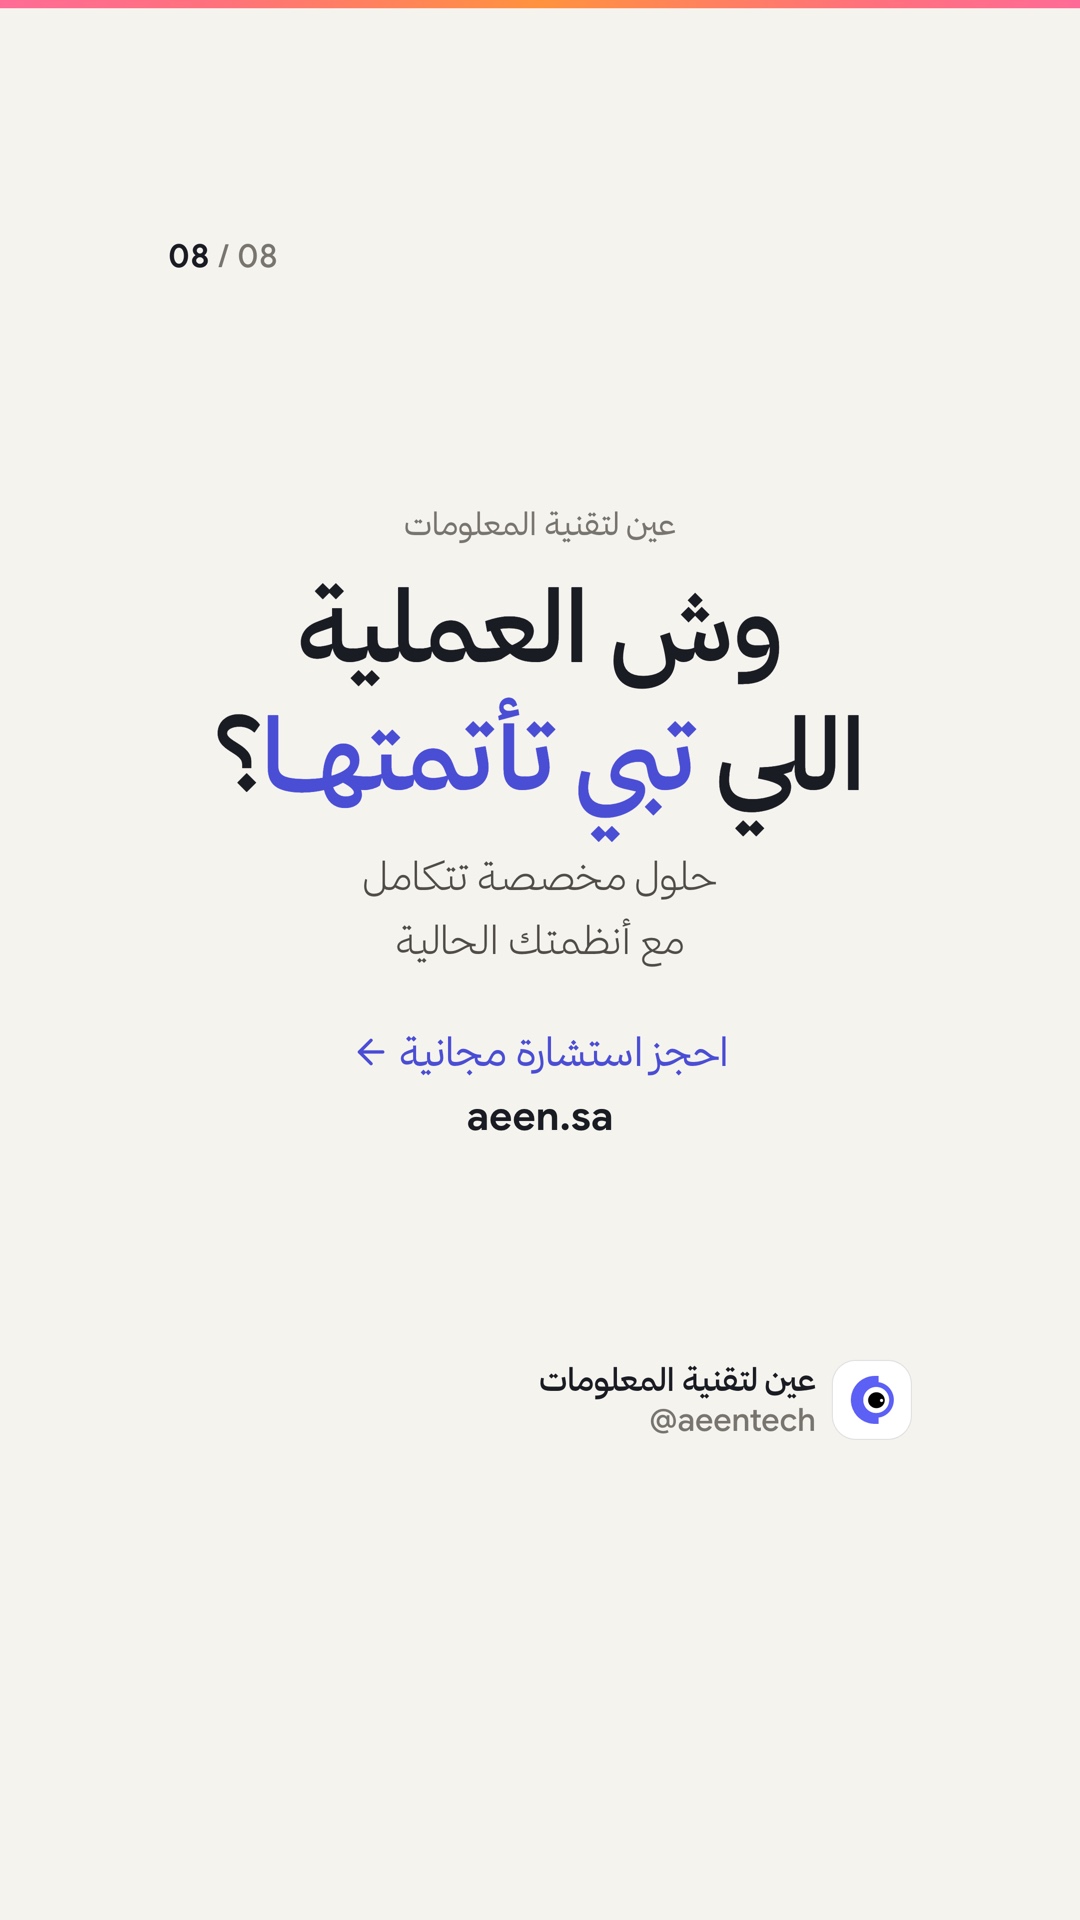 08 / 08
عين لتقنية المعلومات
وش العملية
اللي تبي تأتمتهـا؟
حلول مخصصة تتكامل
مع أنظمتك الحالية
احجز استشارة مجانية ←
aeen.sa
عين لتقنية المعلومات
@aeentech